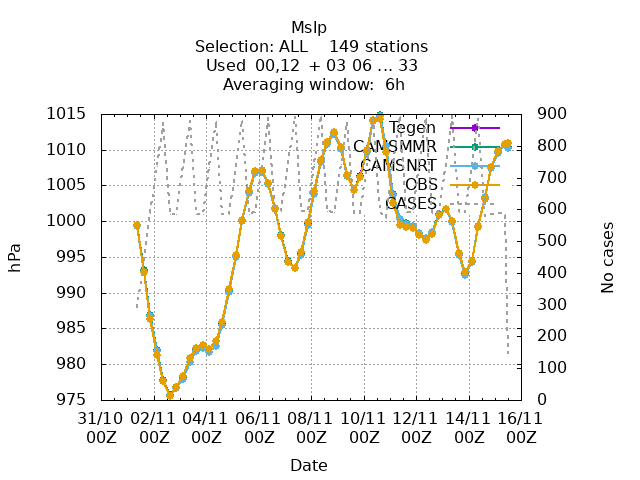 Mslp
Selection: ALL 149 stations
Used 00,12 + 03 06 ... 33
Averaging window: 6h
hPa
1015
1010
1005
1000
995
990
985
980
975
No cases
900
800
700
600
500
400
300
200
100
0
Tegen
CAMSMMR
CAMSNRT
OBS
CASES
31/10 02/11 04/11 06/11 08/11 10/11 12/11 14/11 16/11
00Z 00Z 00Z 00Z 00Z 00Z 00Z 00Z 00Z
Date